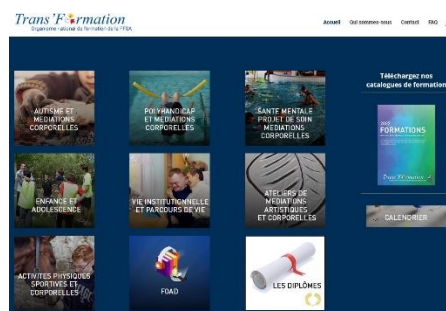 Trans'Formation
Organisme national de formation de la FFSA
Accueil Qui sommes-nous Contact FAQ
Téléchargez nos
catalogues de formation
AUTISME ET
MEDIATIONS
CORPORELLES
POLYHANDICAP
ET MEDIATIONS
CORPORELLES
SANTE MENTALE
PROJET DE SOIN
MEDIATIONS
CORPORELLES
FORMATIONS
Trans'Formation
ENFANCE ET
ADOLESCENCE
VIE INSTITUTIONNELLE
ET PARCOURS DE VIE
ATELIERS DE
MEDIATIONS
ARTISTIQUES
ET CORPORELLES
CALENDRIER
ACTIVITES PHYSIQUES
SPORTIVES ET
CORPORELLES
FOAD
LES DIPLÔMES